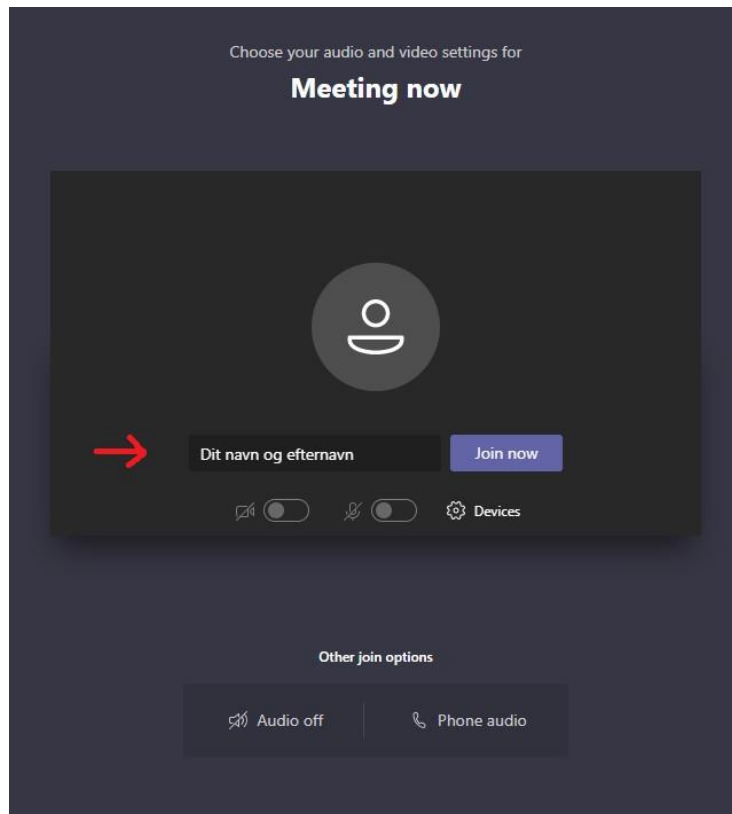 Choose your audio and video settings for
Meeting now
Dit navn og efternavn
Join now
Devices
Other join options
Audio off
Phone audio